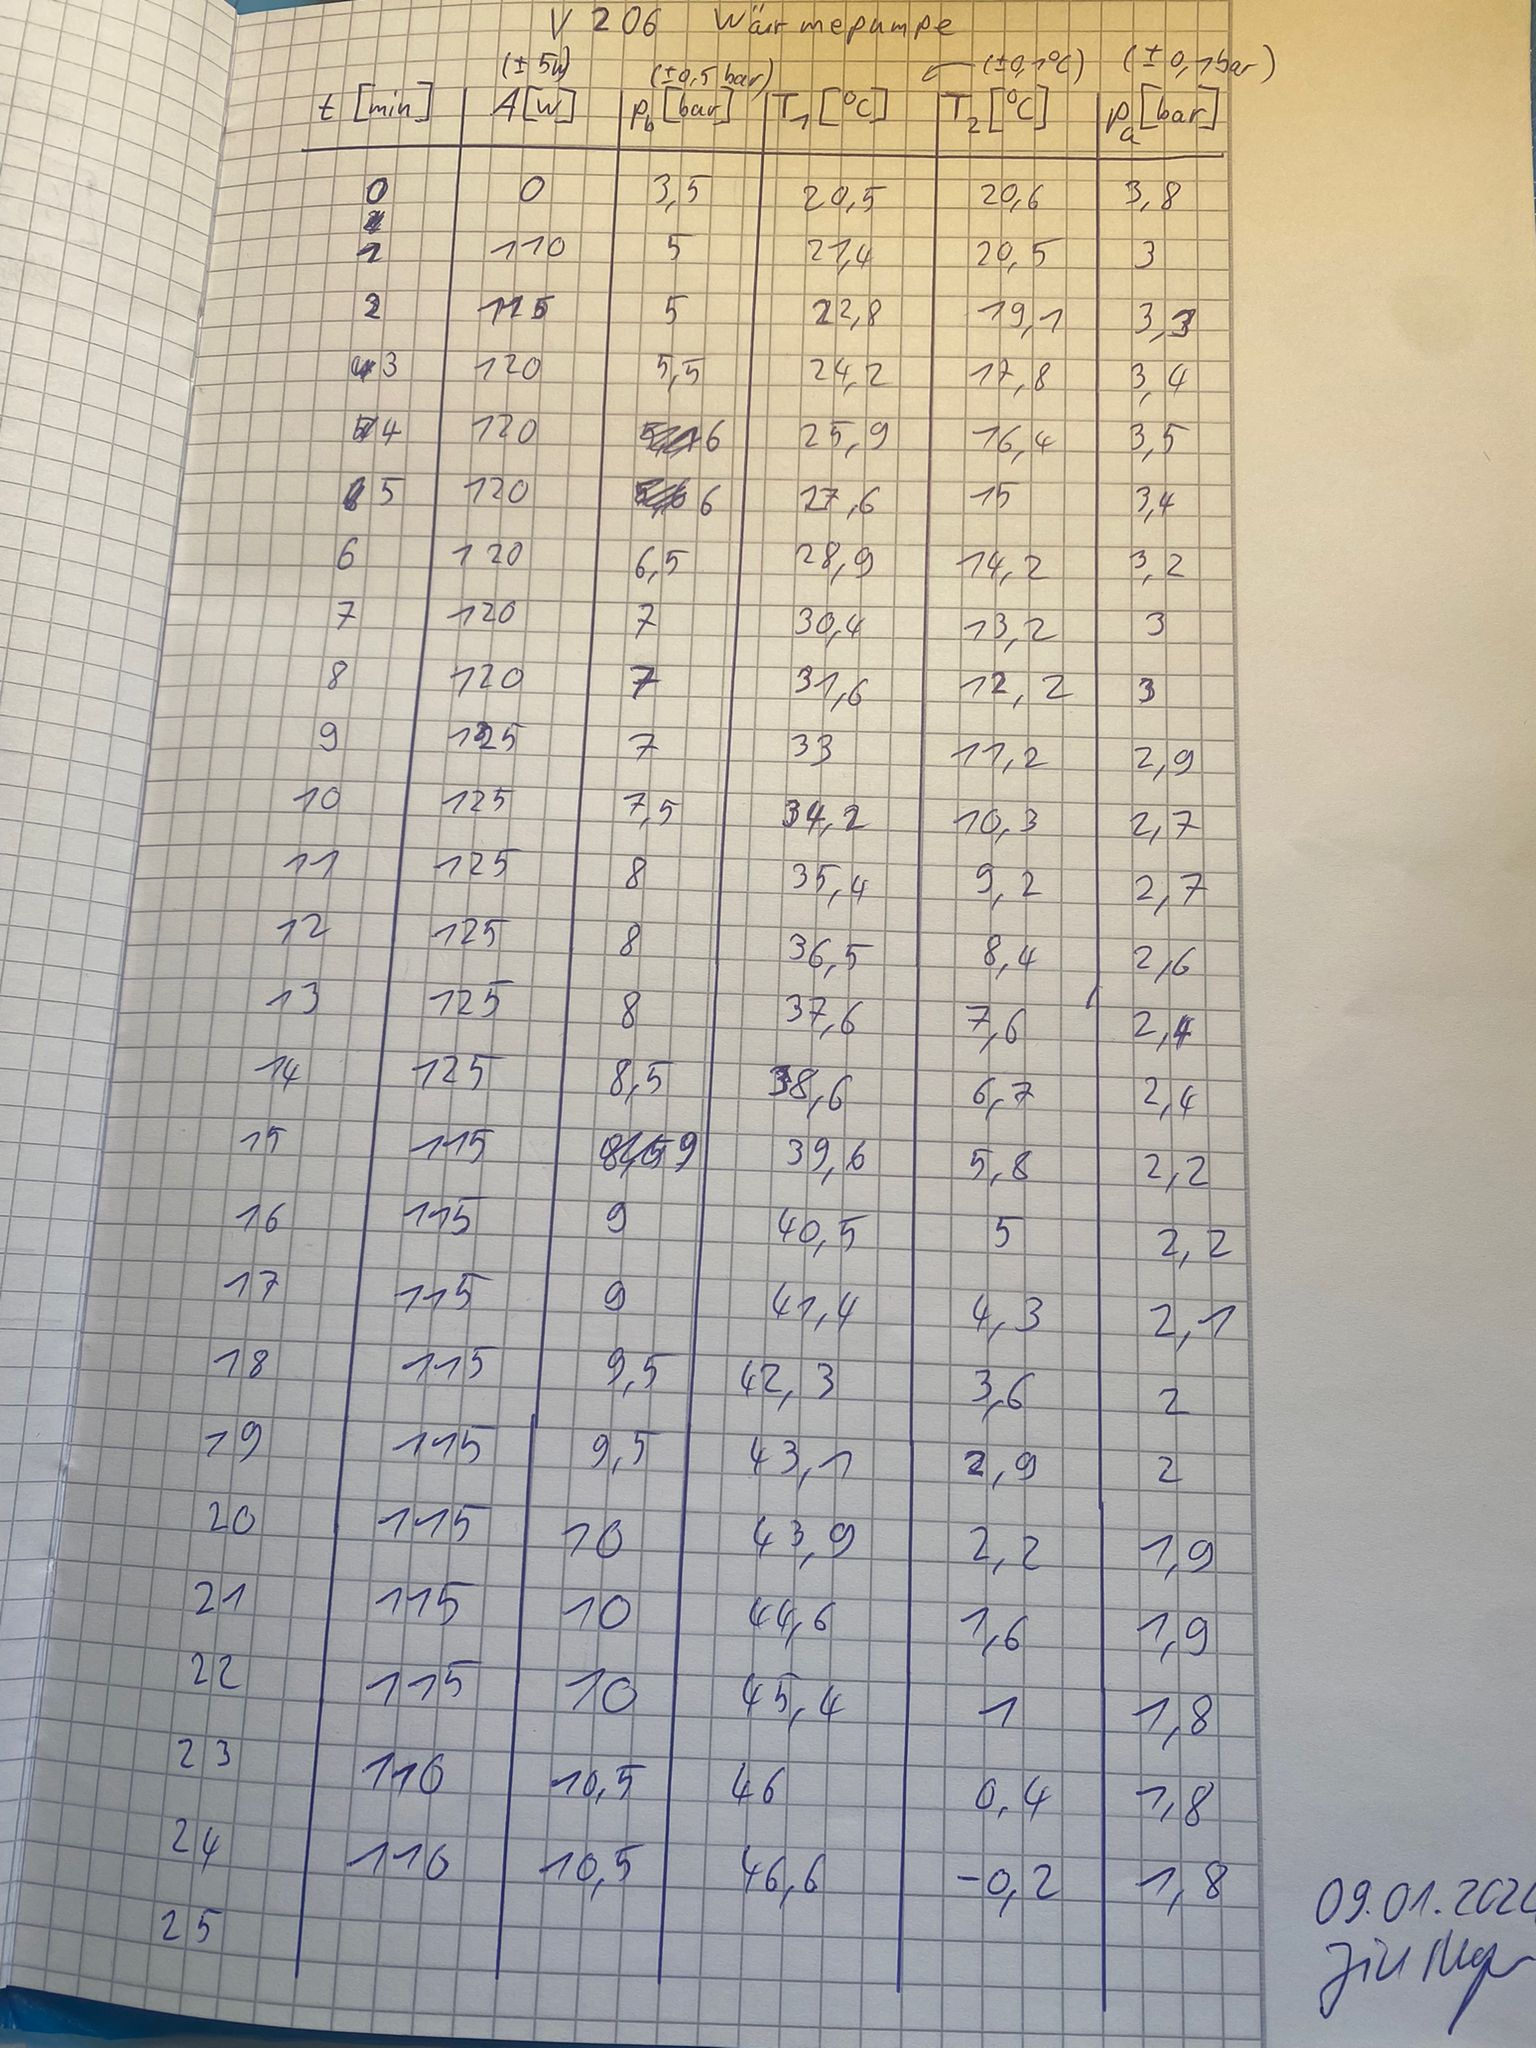 V 206 Wärmepumpe
(± 5W) (±0,5 bar) (±0,1°C) (±0,1bar)
t [min] A[W] p_b [bar] T_1 [°C] T_2 [°C] p_a [bar]
0 0 3,5 20,5 20,6 3,8
1 110 5 21,4 20,5 3
2 115 5 22,8 19,1 3,3
3 120 5,5 24,2 17,8 3,4
4 120 6 25,9 16,4 3,5
5 120 6 27,6 15 3,4
6 120 6,5 28,9 14,2 3,2
7 120 7 30,4 13,2 3
8 120 7 31,6 12,2 3
9 125 7 33 11,2 2,9
10 125 7,5 34,2 10,3 2,7
11 125 8 35,4 9,2 2,7
12 125 8 36,5 8,4 2,6
13 125 8 37,6 7,6 2,4
14 125 8,5 38,6 6,7 2,4
15 115 9 39,6 5,8 2,2
16 115 9 40,5 5 2,2
17 115 9 41,4 4,3 2,1
18 115 9,5 42,3 3,6 2
19 115 9,5 43,1 2,9 2
20 115 10 43,9 2,2 1,9
21 115 10 44,6 1,6 1,9
22 115 10 45,4 1 1,8
23 110 10,5 46 0,4 1,8
24 110 10,5 46,6 -0,2 1,8
25
09.01.202